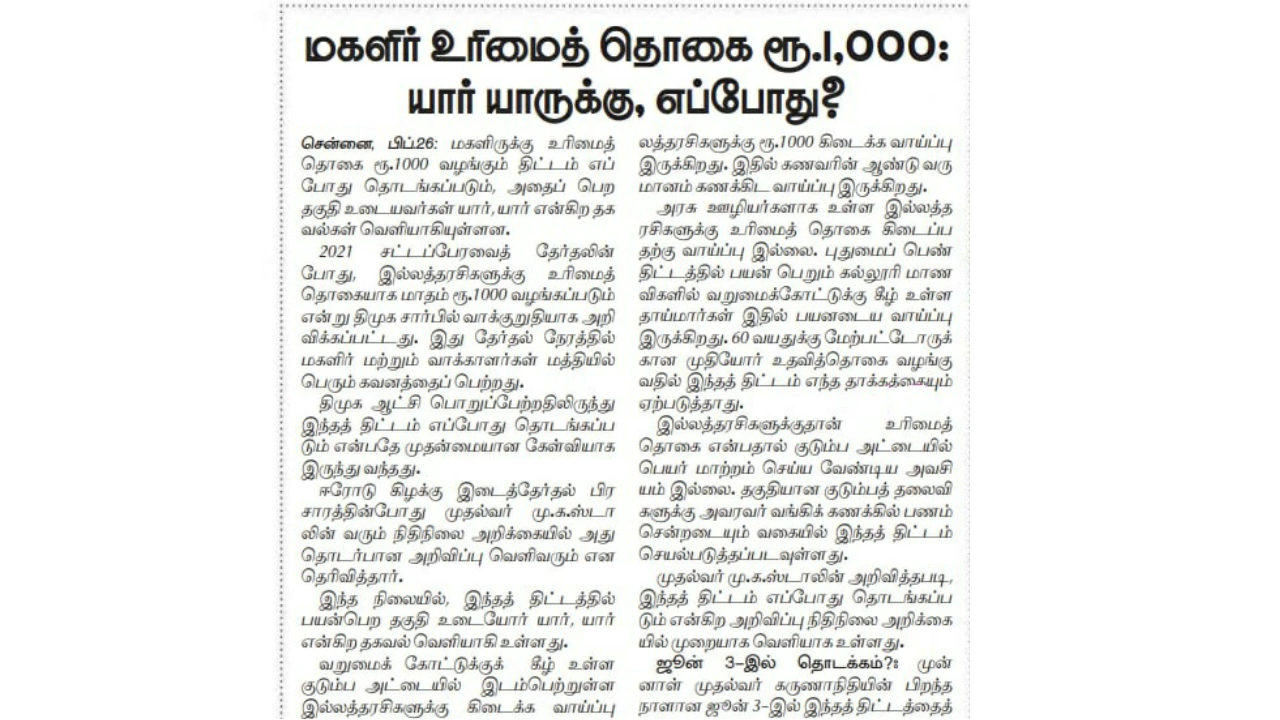 மகளிர் உரிமைத் தொகை ரூ.1,000:
யார் யாருக்கு, எப்போது?
சென்னை, பிப்.26: மகளிருக்கு உரிமைத்
தொகை ரூ.1000 வழங்கும் திட்டம் எப்
போது தொடங்கப்படும், அதைப் பெற
தகுதி உடையவர்கள் யார், யார் என்கிற தக
வல்கள் வெளியாகியுள்ளன.
2021 சட்டப்பேரவைத் தேர்தலின்
போது, இல்லத்தரசிகளுக்கு உரிமைத்
தொகையாக மாதம் ரூ.1000 வழங்கப்படும்
என்று திமுக சார்பில் வாக்குறுதியாக அறி
விக்கப்பட்டது. இது தேர்தல் நேரத்தில்
மகளிர் மற்றும் வாக்காளர்கள் மத்தியில்
பெரும் கவனத்தைப் பெற்றது.
திமுக ஆட்சி பொறுப்பேற்றதிலிருந்து
இந்தத் திட்டம் எப்போது தொடங்கப்ப
டும் என்பதே முதன்மையான கேள்வியாக
இருந்து வந்தது.
ஈரோடு கிழக்கு இடைத்தேர்தல் பிர
சாரத்தின்போது முதல்வர் மு.க.ஸ்டா
லின் வரும் நிதிநிலை அறிக்கையில் அது
தொடர்பான அறிவிப்பு வெளிவரும் என
தெரிவித்தார்.
இந்த நிலையில், இந்தத் திட்டத்தில்
பயன்பெற தகுதி உடையோர் யார், யார்
என்கிற தகவல் வெளியாகி உள்ளது.
வறுமைக் கோட்டுக்குக் கீழ் உள்ள
குடும்ப அட்டையில் இடம்பெற்றுள்ள
இல்லத்தரசிகளுக்கு கிடைக்க வாய்ப்பு
லத்தரசிகளுக்கு ரூ.1000 கிடைக்க வாய்ப்பு
இருக்கிறது. இதில் கணவரின் ஆண்டு வரு
மானம் கணக்கிட வாய்ப்பு இருக்கிறது.
அரசு ஊழியர்களாக உள்ள இல்லத்த
ரசிகளுக்கு உரிமைத் தொகை கிடைப்ப
தற்கு வாய்ப்பு இல்லை. புதுமைப் பெண்
திட்டத்தில் பயன் பெறும் கல்லூரி மாண
விகளில் வறுமைக்கோட்டுக்கு கீழ் உள்ள
தாய்மார்கள் இதில் பயனடைய வாய்ப்பு
இருக்கிறது. 60 வயதுக்கு மேற்பட்டோருக்
கான முதியோர் உதவித்தொகை வழங்கு
வதில் இந்தத் திட்டம் எந்த தாக்கத்தையும்
ஏற்படுத்தாது.
இல்லத்தரசிகளுக்குதான் உரிமைத்
தொகை என்பதால் குடும்ப அட்டையில்
பெயர் மாற்றம் செய்ய வேண்டிய அவசி
யம் இல்லை. தகுதியான குடும்பத் தலைவி
களுக்கு அவரவர் வங்கிக் கணக்கில் பணம்
சென்றடையும் வகையில் இந்தத் திட்டம்
செயல்படுத்தப்படவுள்ளது.
முதல்வர் மு.க.ஸ்டாலின் அறிவித்தபடி,
இந்தத் திட்டம் எப்போது தொடங்கப்ப
டும் என்கிற அறிவிப்பு நிதிநிலை அறிக்கை
யில் முறையாக வெளியாக உள்ளது.
ஜூன் 3-இல் தொடக்கம்?: முன்
னாள் முதல்வர் கருணாநிதியின் பிறந்த
நாளான ஜூன் 3-இல் இந்தத் திட்டத்தைத்